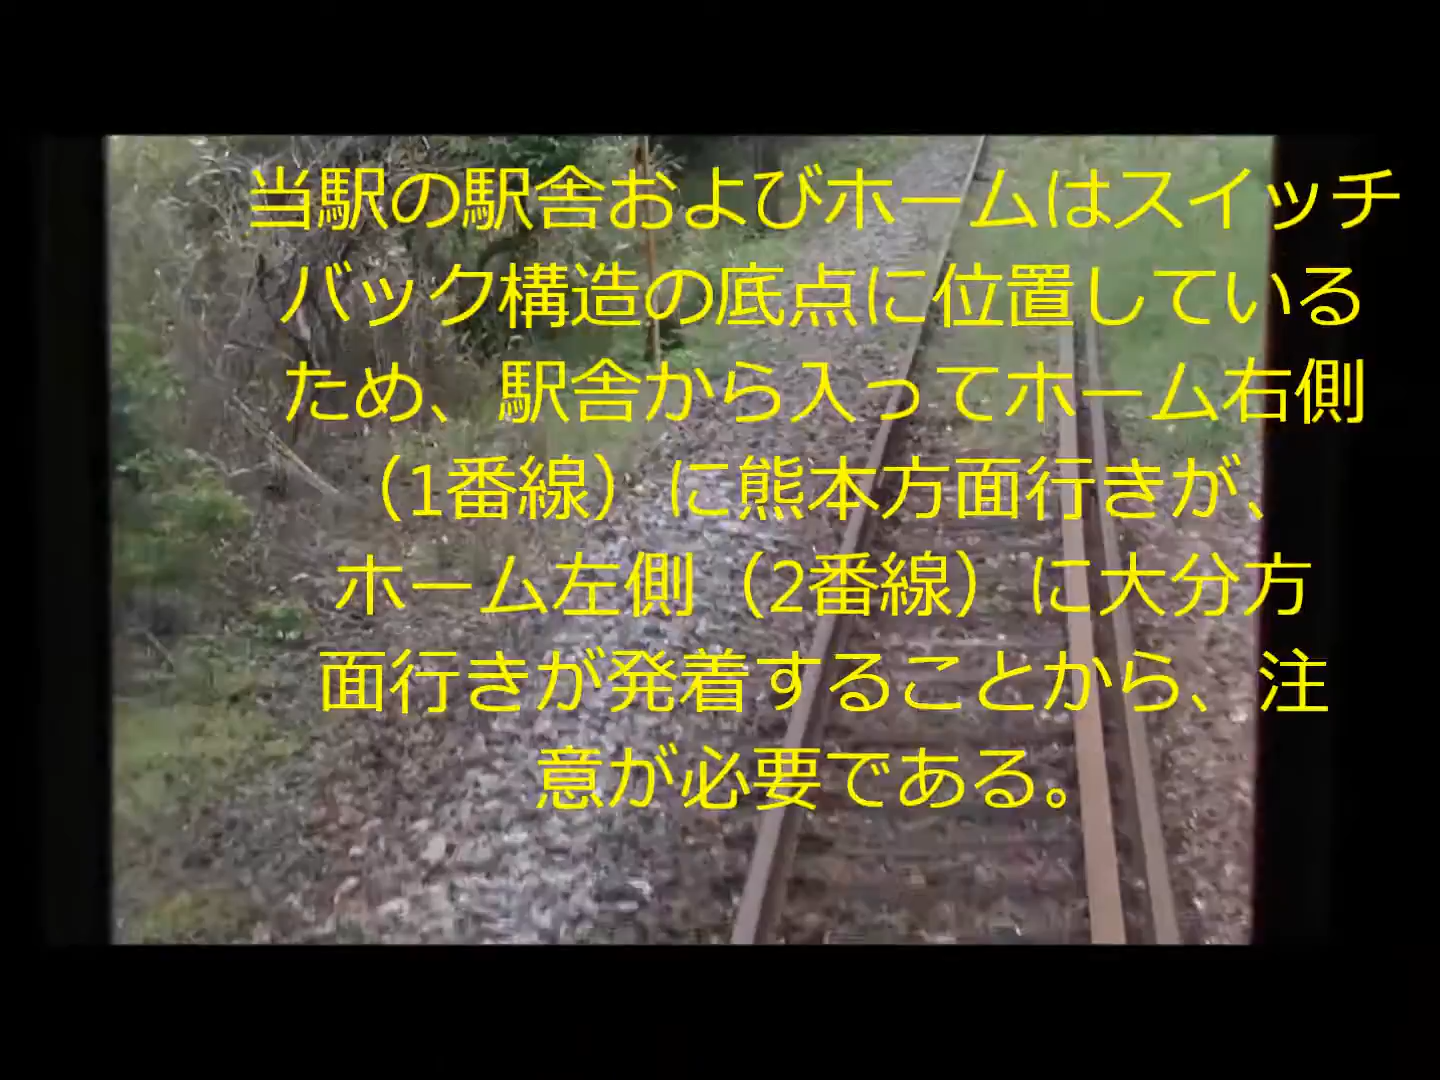 当駅の駅舎およびホームはスイッチ
バック構造の底点に位置している
ため、駅舎から入ってホーム右側
（1番線）に熊本方面行きが、
ホーム左側（2番線）に大分方
面行きが発着することから、注
意が必要である。